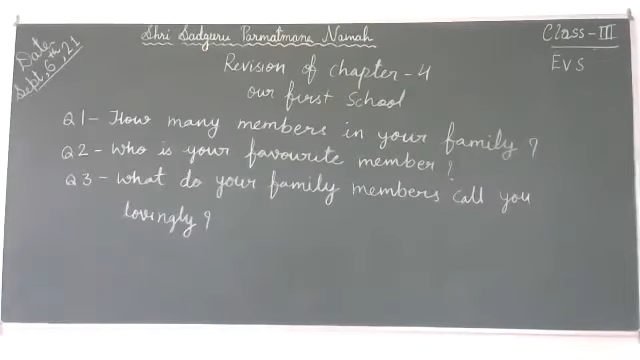 Shri Sadguru Parmatmane Namah
Class - III
Date
Sept, 6th, 21
EVS
Revision of Chapter - 4
our first School
Q1 - How many members in your family ?
Q2 - Who is your favourite member ?
Q3 - What do your family members call you
lovingly ?